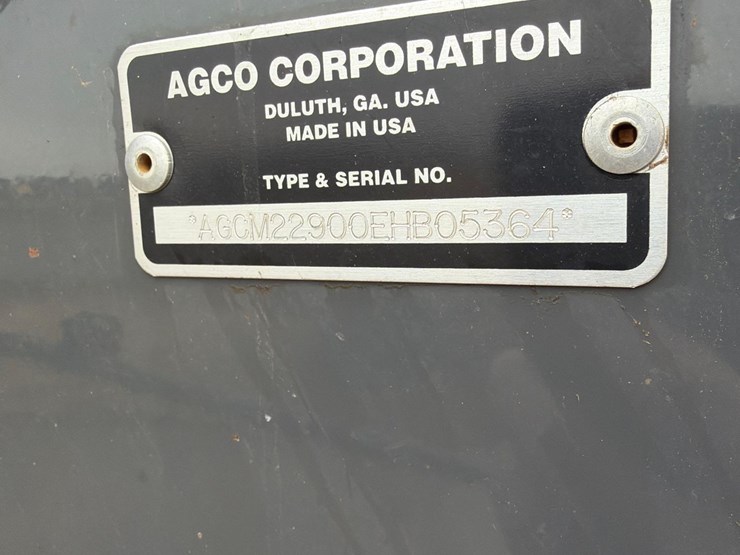 AGCO CORPORATION
DULUTH, GA. USA
MADE IN USA
TYPE & SERIAL NO.
*AGCM22900EHB05364*